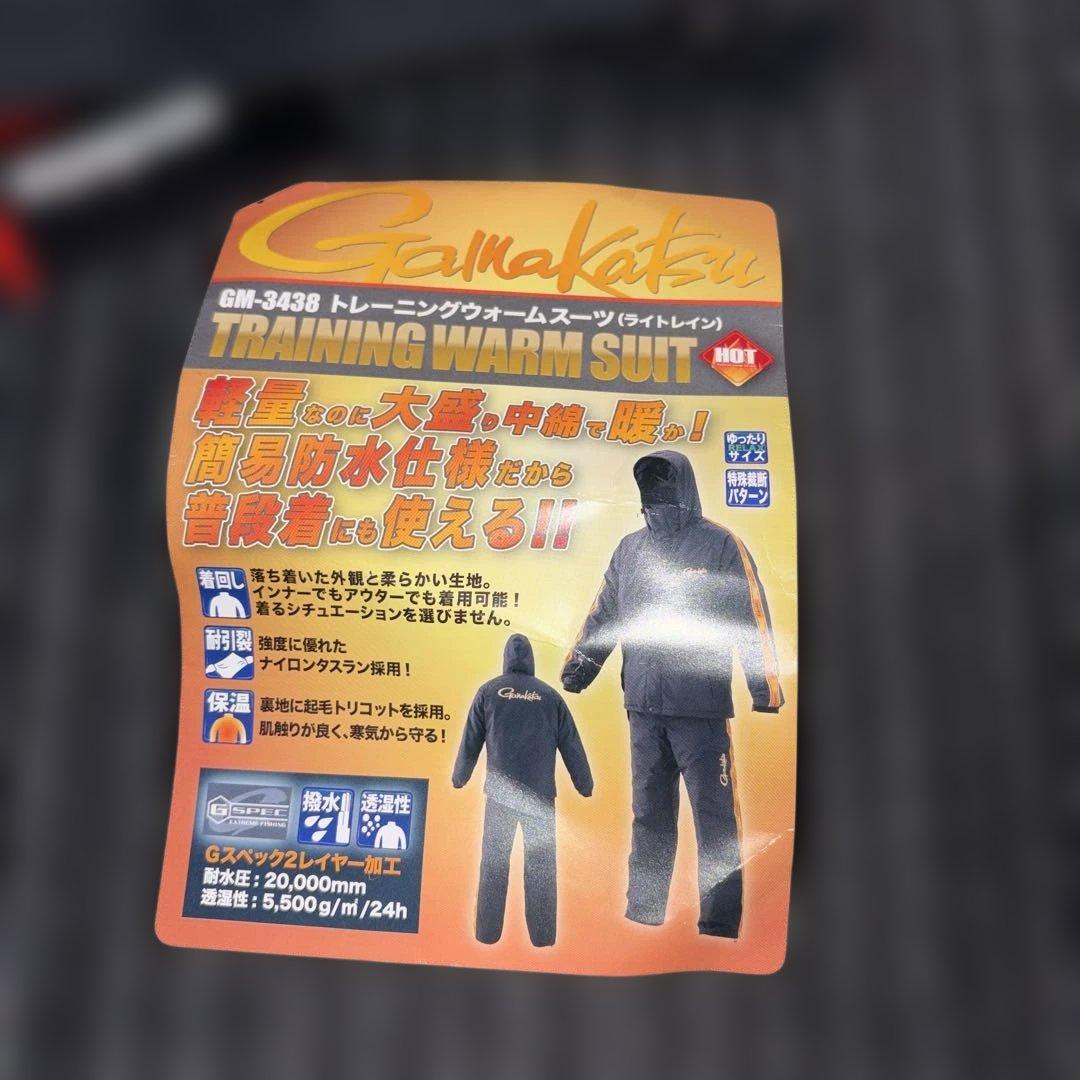 Gamakatsu
GM-3438 トレーニングウォームスーツ(ライトレイン)
TRAINING WARM SUIT
HOT
軽量なのに大盛り中綿で暖か!
簡易防水仕様だから
普段着にも使える!!
ゆったり
RELAX
サイズ
特殊裁断
パターン
着回し
落ち着いた外観と柔らかい生地。
インナーでもアウターでも着用可能!
着るシチュエーションを選びません。
耐引裂
強度に優れた
ナイロンタスラン採用!
保温
裏地に起毛トリコットを採用。
肌触りが良く、寒気から守る!
Gamakatsu
G SPEC
EXTREME FISHING
撥水
透湿性
Gスペック2レイヤー加工
耐水圧:20,000mm
透湿性:5,500g/㎡/24h